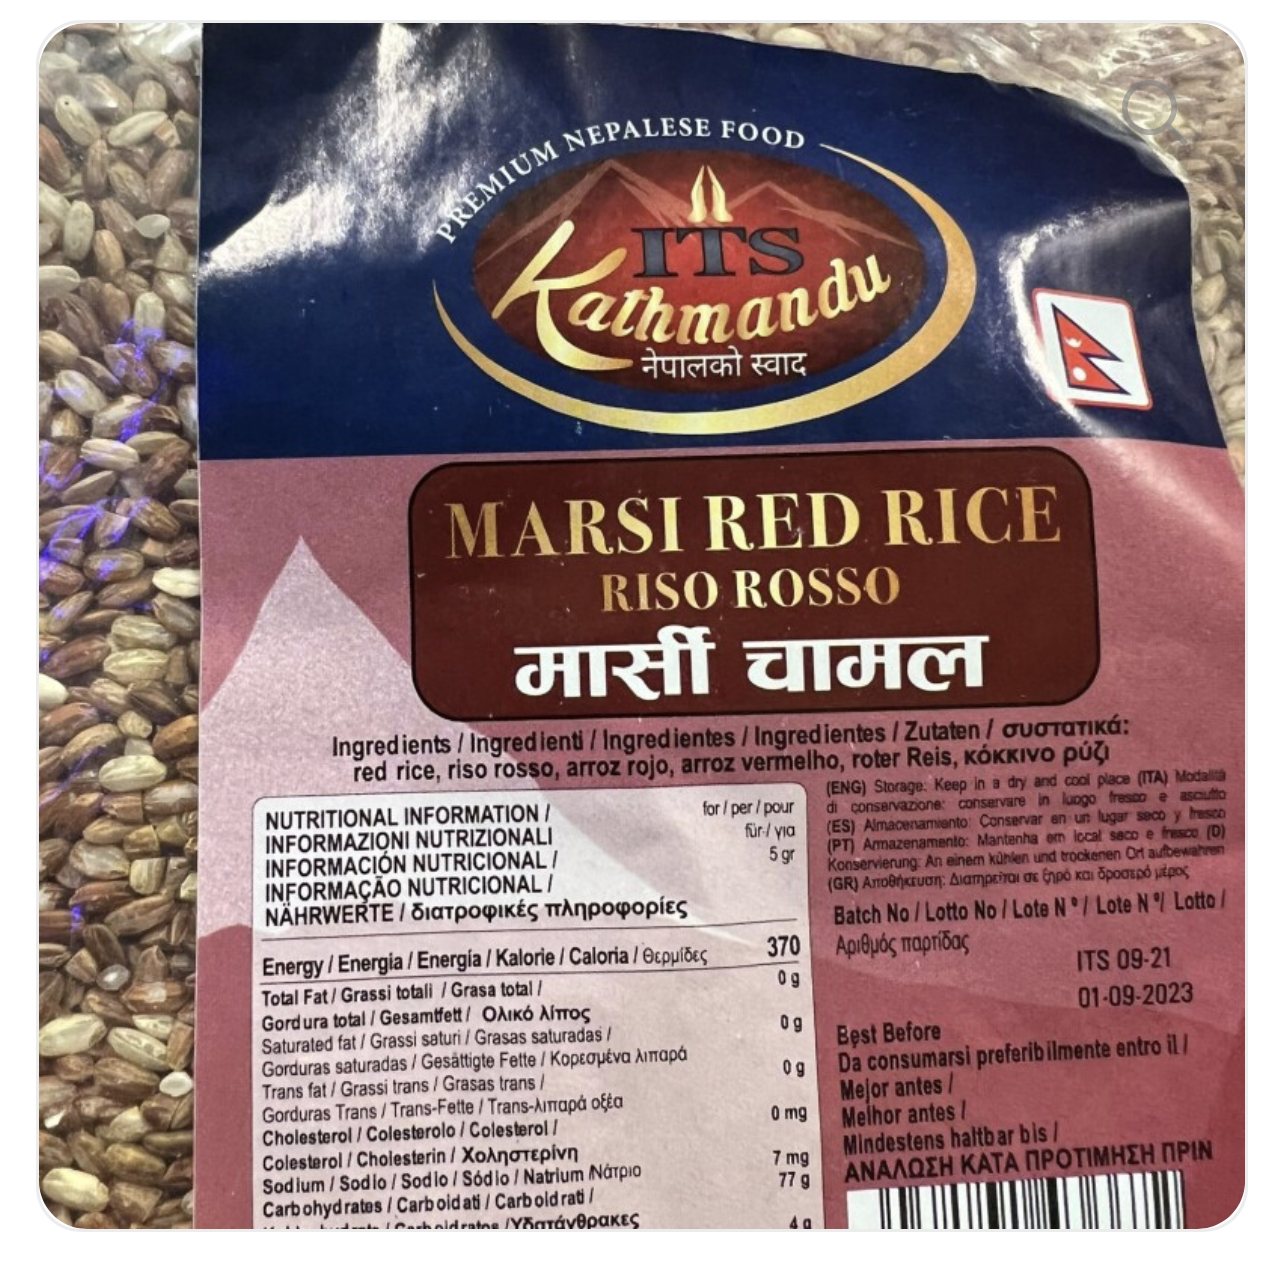 PREMIUM NEPALESE FOOD
ITS
Kathmandu
नेपालको स्वाद
MARSI RED RICE
RISO ROSSO
मार्सी चामल
Ingredients / Ingredienti / Ingredientes / Ingredientes / Zutaten / συστατικά:
red rice, riso rosso, arroz rojo, arroz vermelho, roter Reis, κόκκινο ρύζι
NUTRITIONAL INFORMATION /
INFORMAZIONI NUTRIZIONALI
INFORMACIÓN NUTRICIONAL /
INFORMAÇÃO NUTRICIONAL /
NÄHRWERTE / διατροφικές πληροφορίες
for / per / pour
für / για
5 gr
Energy / Energia / Energía / Kalorie / Caloria / Θερμίδες 370
Total Fat / Grassi totali / Grasa total / 0 g
Gordura total / Gesamtfett / Ολικό λίπος
Saturated fat / Grassi saturi / Grasas saturadas / 0 g
Gorduras saturadas / Gesättigte Fette / Κορεσμένα λιπαρά
Trans fat / Grassi trans / Grasas trans / 0 g
Gorduras Trans / Trans-Fette / Trans-λιπαρά οξέα
Cholesterol / Colesterolo / Colesterol / 0 mg
Colesterol / Cholesterin / Χοληστερίνη
Sodium / Sodio / Sodio / Sódio / Natrium /Νάτριο 7 mg
Carbohydrates / Carboidati / Carboidrati / 77 g
/Υδατάνθρακες
4 g
(ENG) Storage: Keep in a dry and cool place (ITA) Modalità
di conservazione: conservare in luogo fresco e asciutto
(ES) Almacenamiento: Conservar en un lugar seco y fresco
(PT) Armazenamento: Mantenha em local seco e fresco (D)
Konservierung: An einem kühlen und trockenen Ort aufbewahren
(GR) Αποθήκευση: Διατηρείται σε ξηρό και δροσερό μέρος
Batch No / Lotto No / Lote N º / Lote N º/ Lotto /
Αριθμός παρτίδας
ITS 09-21
01-09-2023
Best Before
Da consumarsi preferibilmente entro il /
Mejor antes /
Melhor antes /
Mindestens haltbar bis /
ΑΝΑΛΩΣΗ ΚΑΤΑ ΠΡΟΤΙΜΗΣΗ ΠΡΙΝ